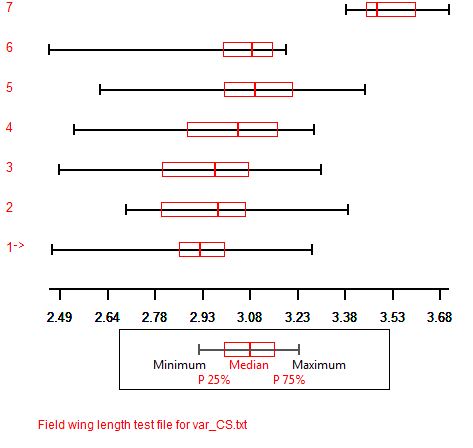 7
6
5
4
3
2
1->
2.49 2.64 2.78 2.93 3.08 3.23 3.38 3.53 3.68
Minimum Median Maximum
P 25% P 75%
Field wing length test file for var_CS.txt